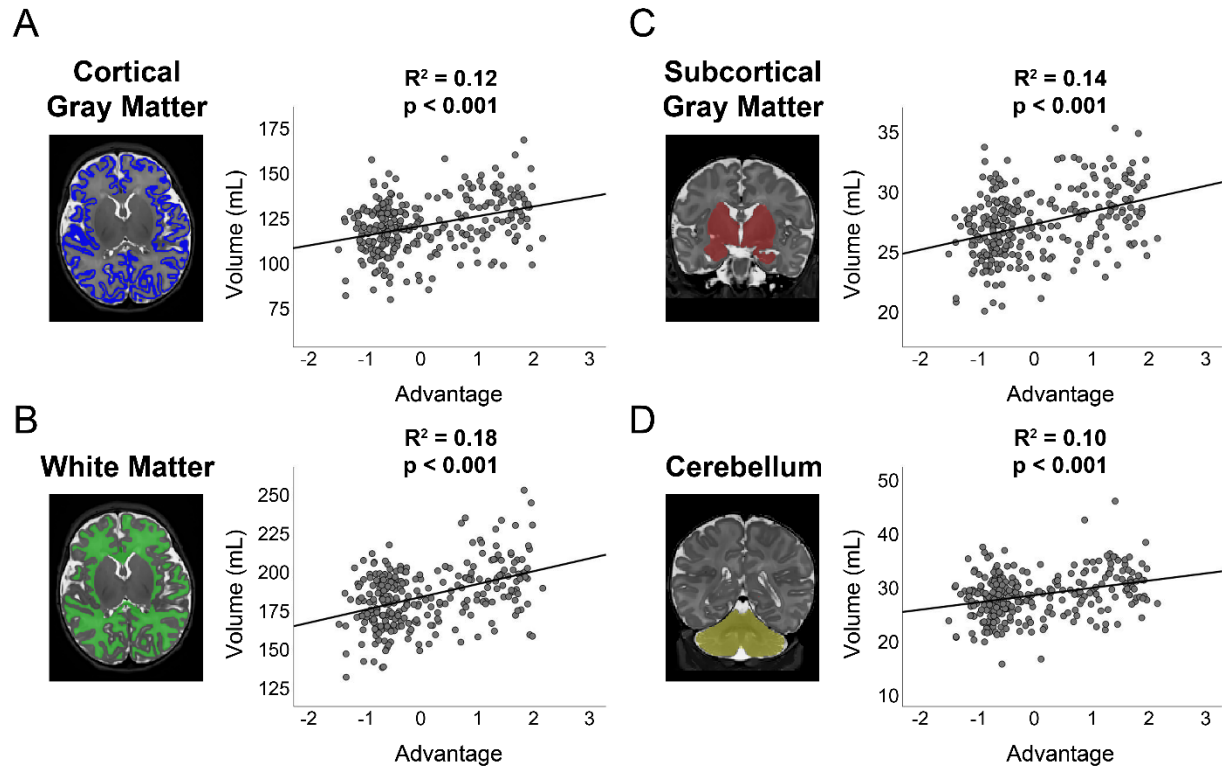 A
Cortical
Gray Matter
R² = 0.12
p < 0.001
Volume (mL)
175
150
125
100
75
-2 -1 0 1 2 3
Advantage
B
White Matter
R² = 0.18
p < 0.001
Volume (mL)
250
225
200
175
150
125
-2 -1 0 1 2 3
Advantage
C
Subcortical
Gray Matter
R² = 0.14
p < 0.001
Volume (mL)
35
30
25
20
-2 -1 0 1 2 3
Advantage
D
Cerebellum
R² = 0.10
p < 0.001
Volume (mL)
50
40
30
20
10
-2 -1 0 1 2 3
Advantage